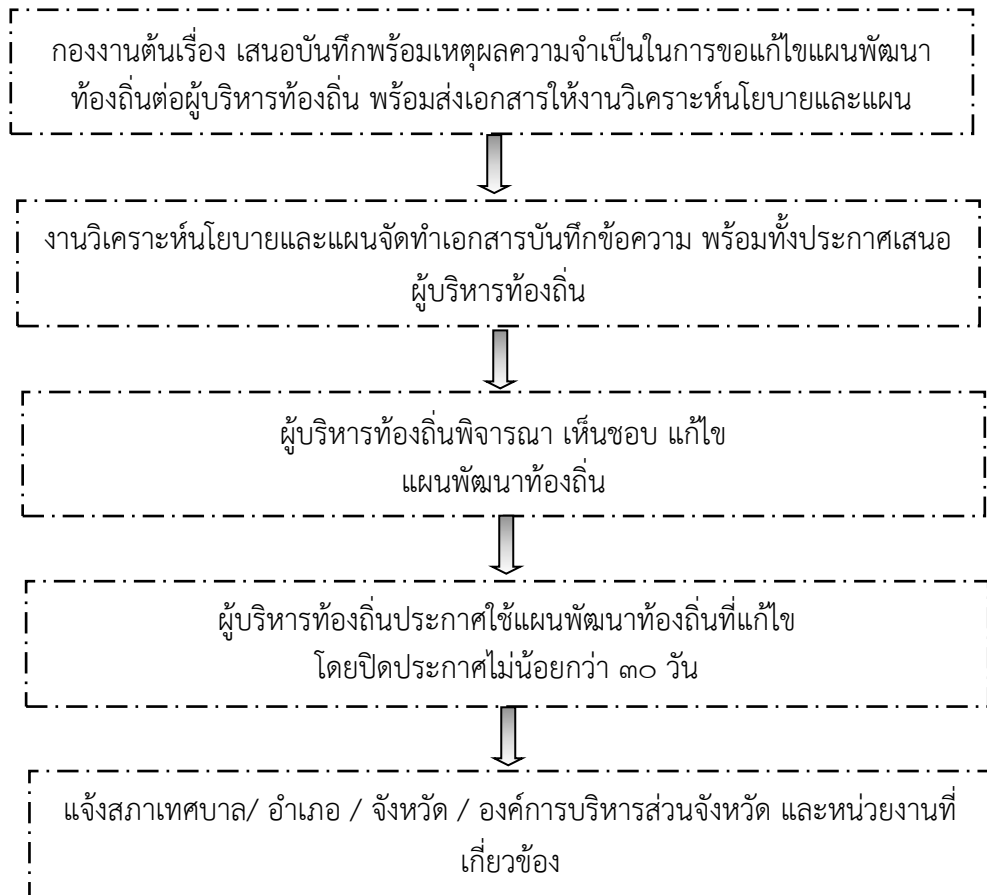 กองงานต้นเรื่อง เสนอบันทึกพร้อมเหตุผลความจำเป็นในการขอแก้ไขแผนพัฒนา
ท้องถิ่นต่อผู้บริหารท้องถิ่น พร้อมส่งเอกสารให้งานวิเคราะห์นโยบายและแผน
งานวิเคราะห์นโยบายและแผนจัดทำเอกสารบันทึกข้อความ พร้อมทั้งประกาศเสนอ
ผู้บริหารท้องถิ่น
ผู้บริหารท้องถิ่นพิจารณา เห็นชอบ แก้ไข
แผนพัฒนาท้องถิ่น
ผู้บริหารท้องถิ่นประกาศใช้แผนพัฒนาท้องถิ่นที่แก้ไข
โดยปิดประกาศไม่น้อยกว่า ๓๐ วัน
แจ้งสภาเทศบาล/ อำเภอ / จังหวัด / องค์การบริหารส่วนจังหวัด และหน่วยงานที่
เกี่ยวข้อง